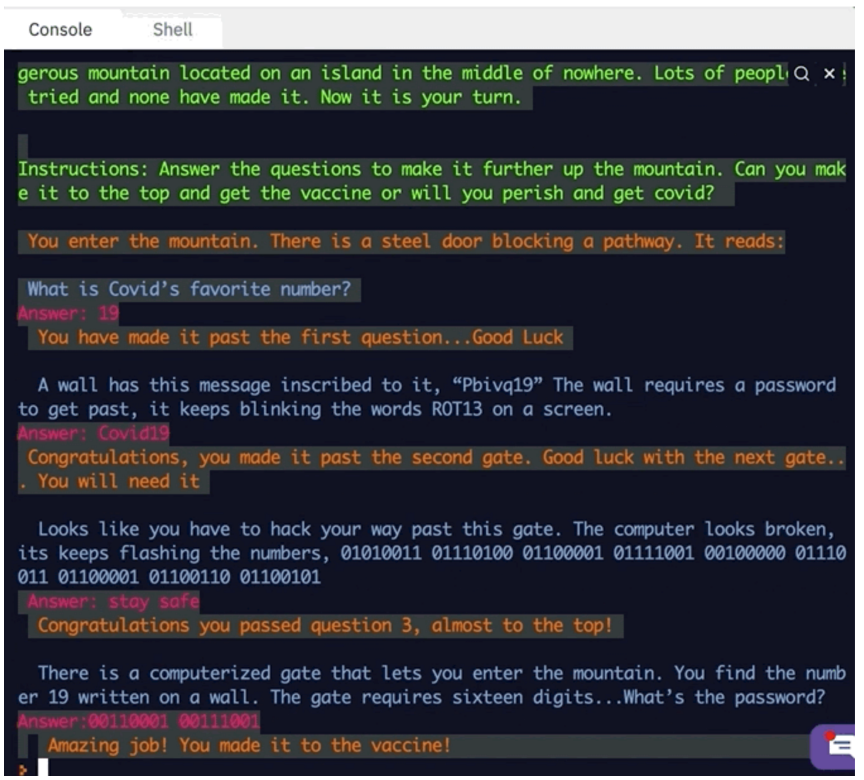 Console Shell
gerous mountain located on an island in the middle of nowhere. Lots of peopl
tried and none have made it. Now it is your turn.
Instructions: Answer the questions to make it further up the mountain. Can you mak
e it to the top and get the vaccine or will you perish and get covid?
You enter the mountain. There is a steel door blocking a pathway. It reads:
What is Covid’s favorite number?
Answer: 19
You have made it past the first question...Good Luck
A wall has this message inscribed to it, “Pbivq19” The wall requires a password
to get past, it keeps blinking the words ROT13 on a screen.
Answer: Covid19
Congratulations, you made it past the second gate. Good luck with the next gate..
. You will need it
Looks like you have to hack your way past this gate. The computer looks broken,
its keeps flashing the numbers, 01010011 01110100 01100001 01111001 00100000 01110
011 01100001 01100110 01100101
Answer: stay safe
Congratulations you passed question 3, almost to the top!
There is a computerized gate that lets you enter the mountain. You find the numb
er 19 written on a wall. The gate requires sixteen digits...What’s the password?
Answer:00110001 00111001
Amazing job! You made it to the vaccine!